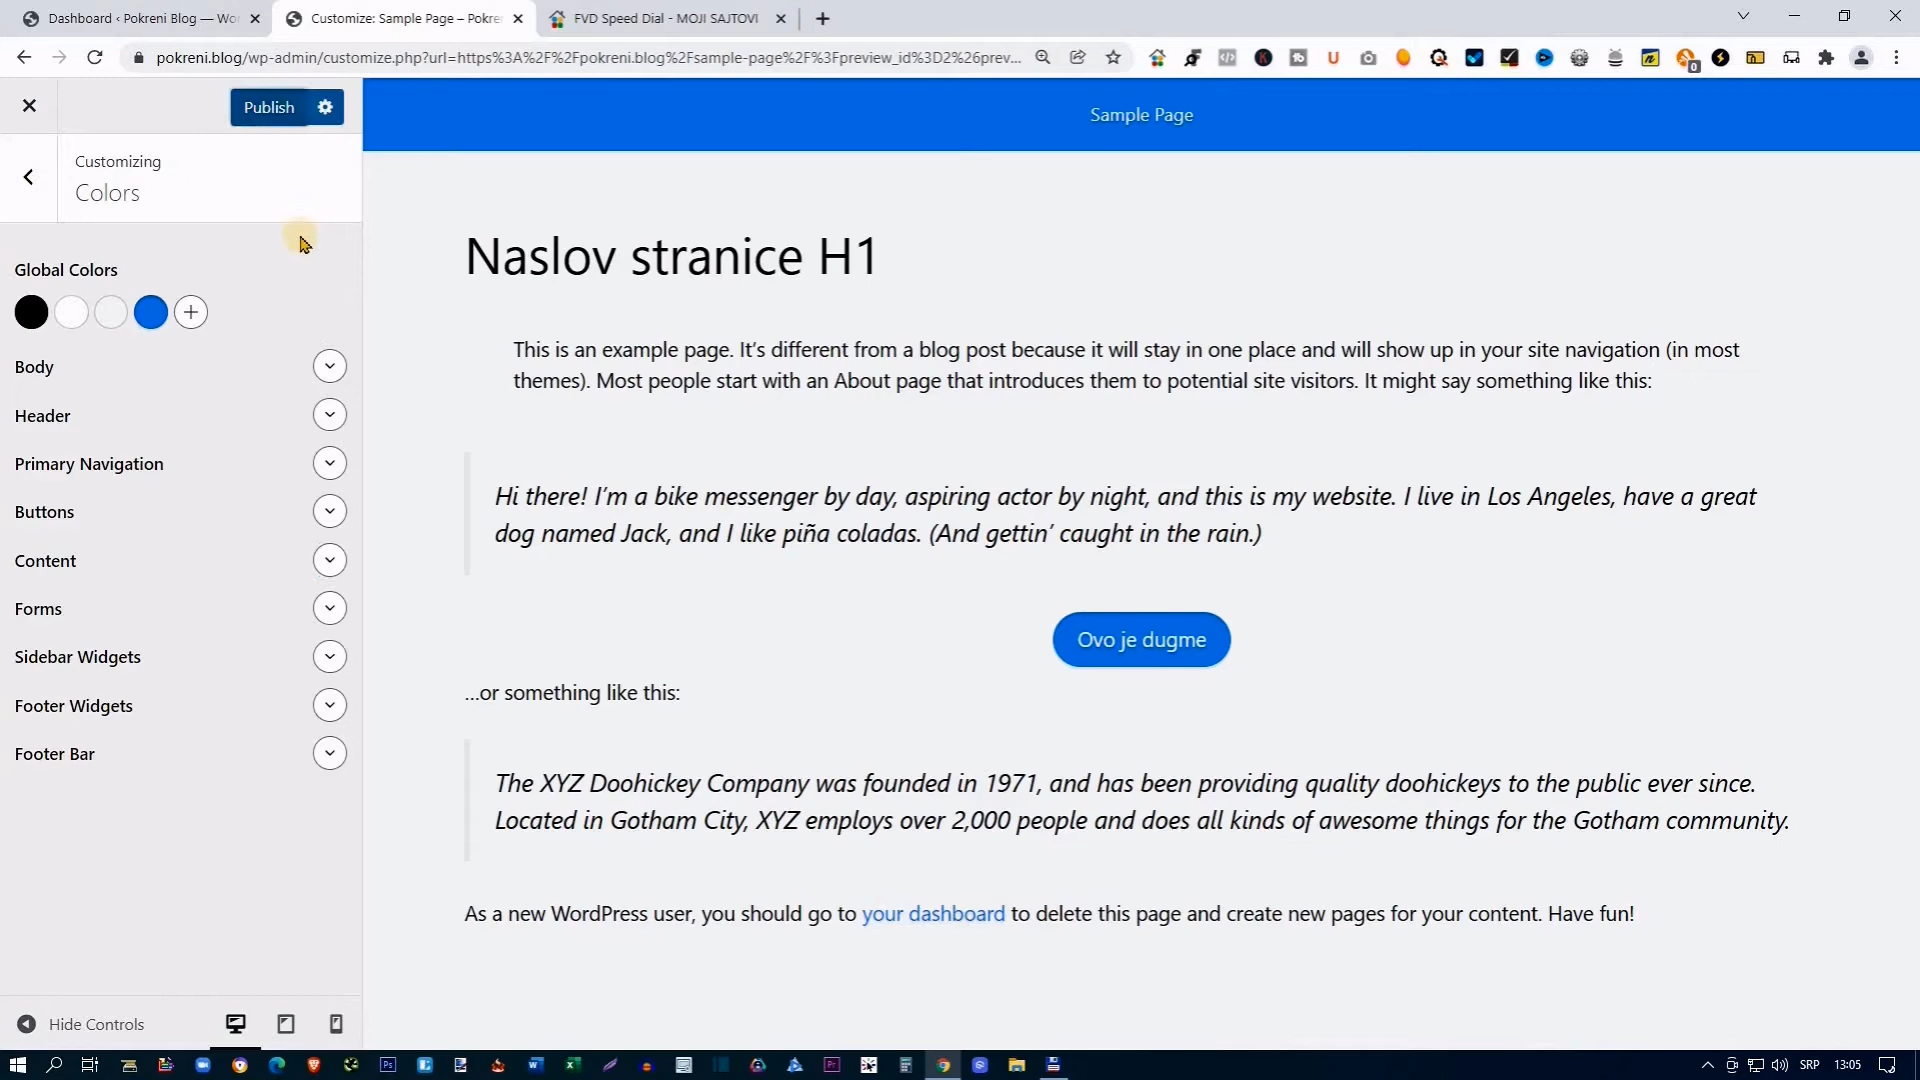 Dashboard ‹ Pokreni Blog — Wor
Customize: Sample Page – Pokre
FVD Speed Dial - MOJI SAJTOVI
pokreni.blog/wp-admin/customize.php?url=https%3A%2F%2Fpokreni.blog%2Fsample-page%2F%3Fpreview_id%3D2%26prev...
Publish
Customizing
Colors
Global Colors
Body
Header
Primary Navigation
Buttons
Content
Forms
Sidebar Widgets
Footer Widgets
Footer Bar
Hide Controls
Sample Page
Naslov stranice H1
This is an example page. It’s different from a blog post because it will stay in one place and will show up in your site navigation (in most
themes). Most people start with an About page that introduces them to potential site visitors. It might say something like this:
Hi there! I’m a bike messenger by day, aspiring actor by night, and this is my website. I live in Los Angeles, have a great
dog named Jack, and I like piña coladas. (And gettin’ caught in the rain.)
Ovo je dugme
…or something like this:
The XYZ Doohickey Company was founded in 1971, and has been providing quality doohickeys to the public ever since.
Located in Gotham City, XYZ employs over 2,000 people and does all kinds of awesome things for the Gotham community.
As a new WordPress user, you should go to your dashboard to delete this page and create new pages for your content. Have fun!
SRP
13:05